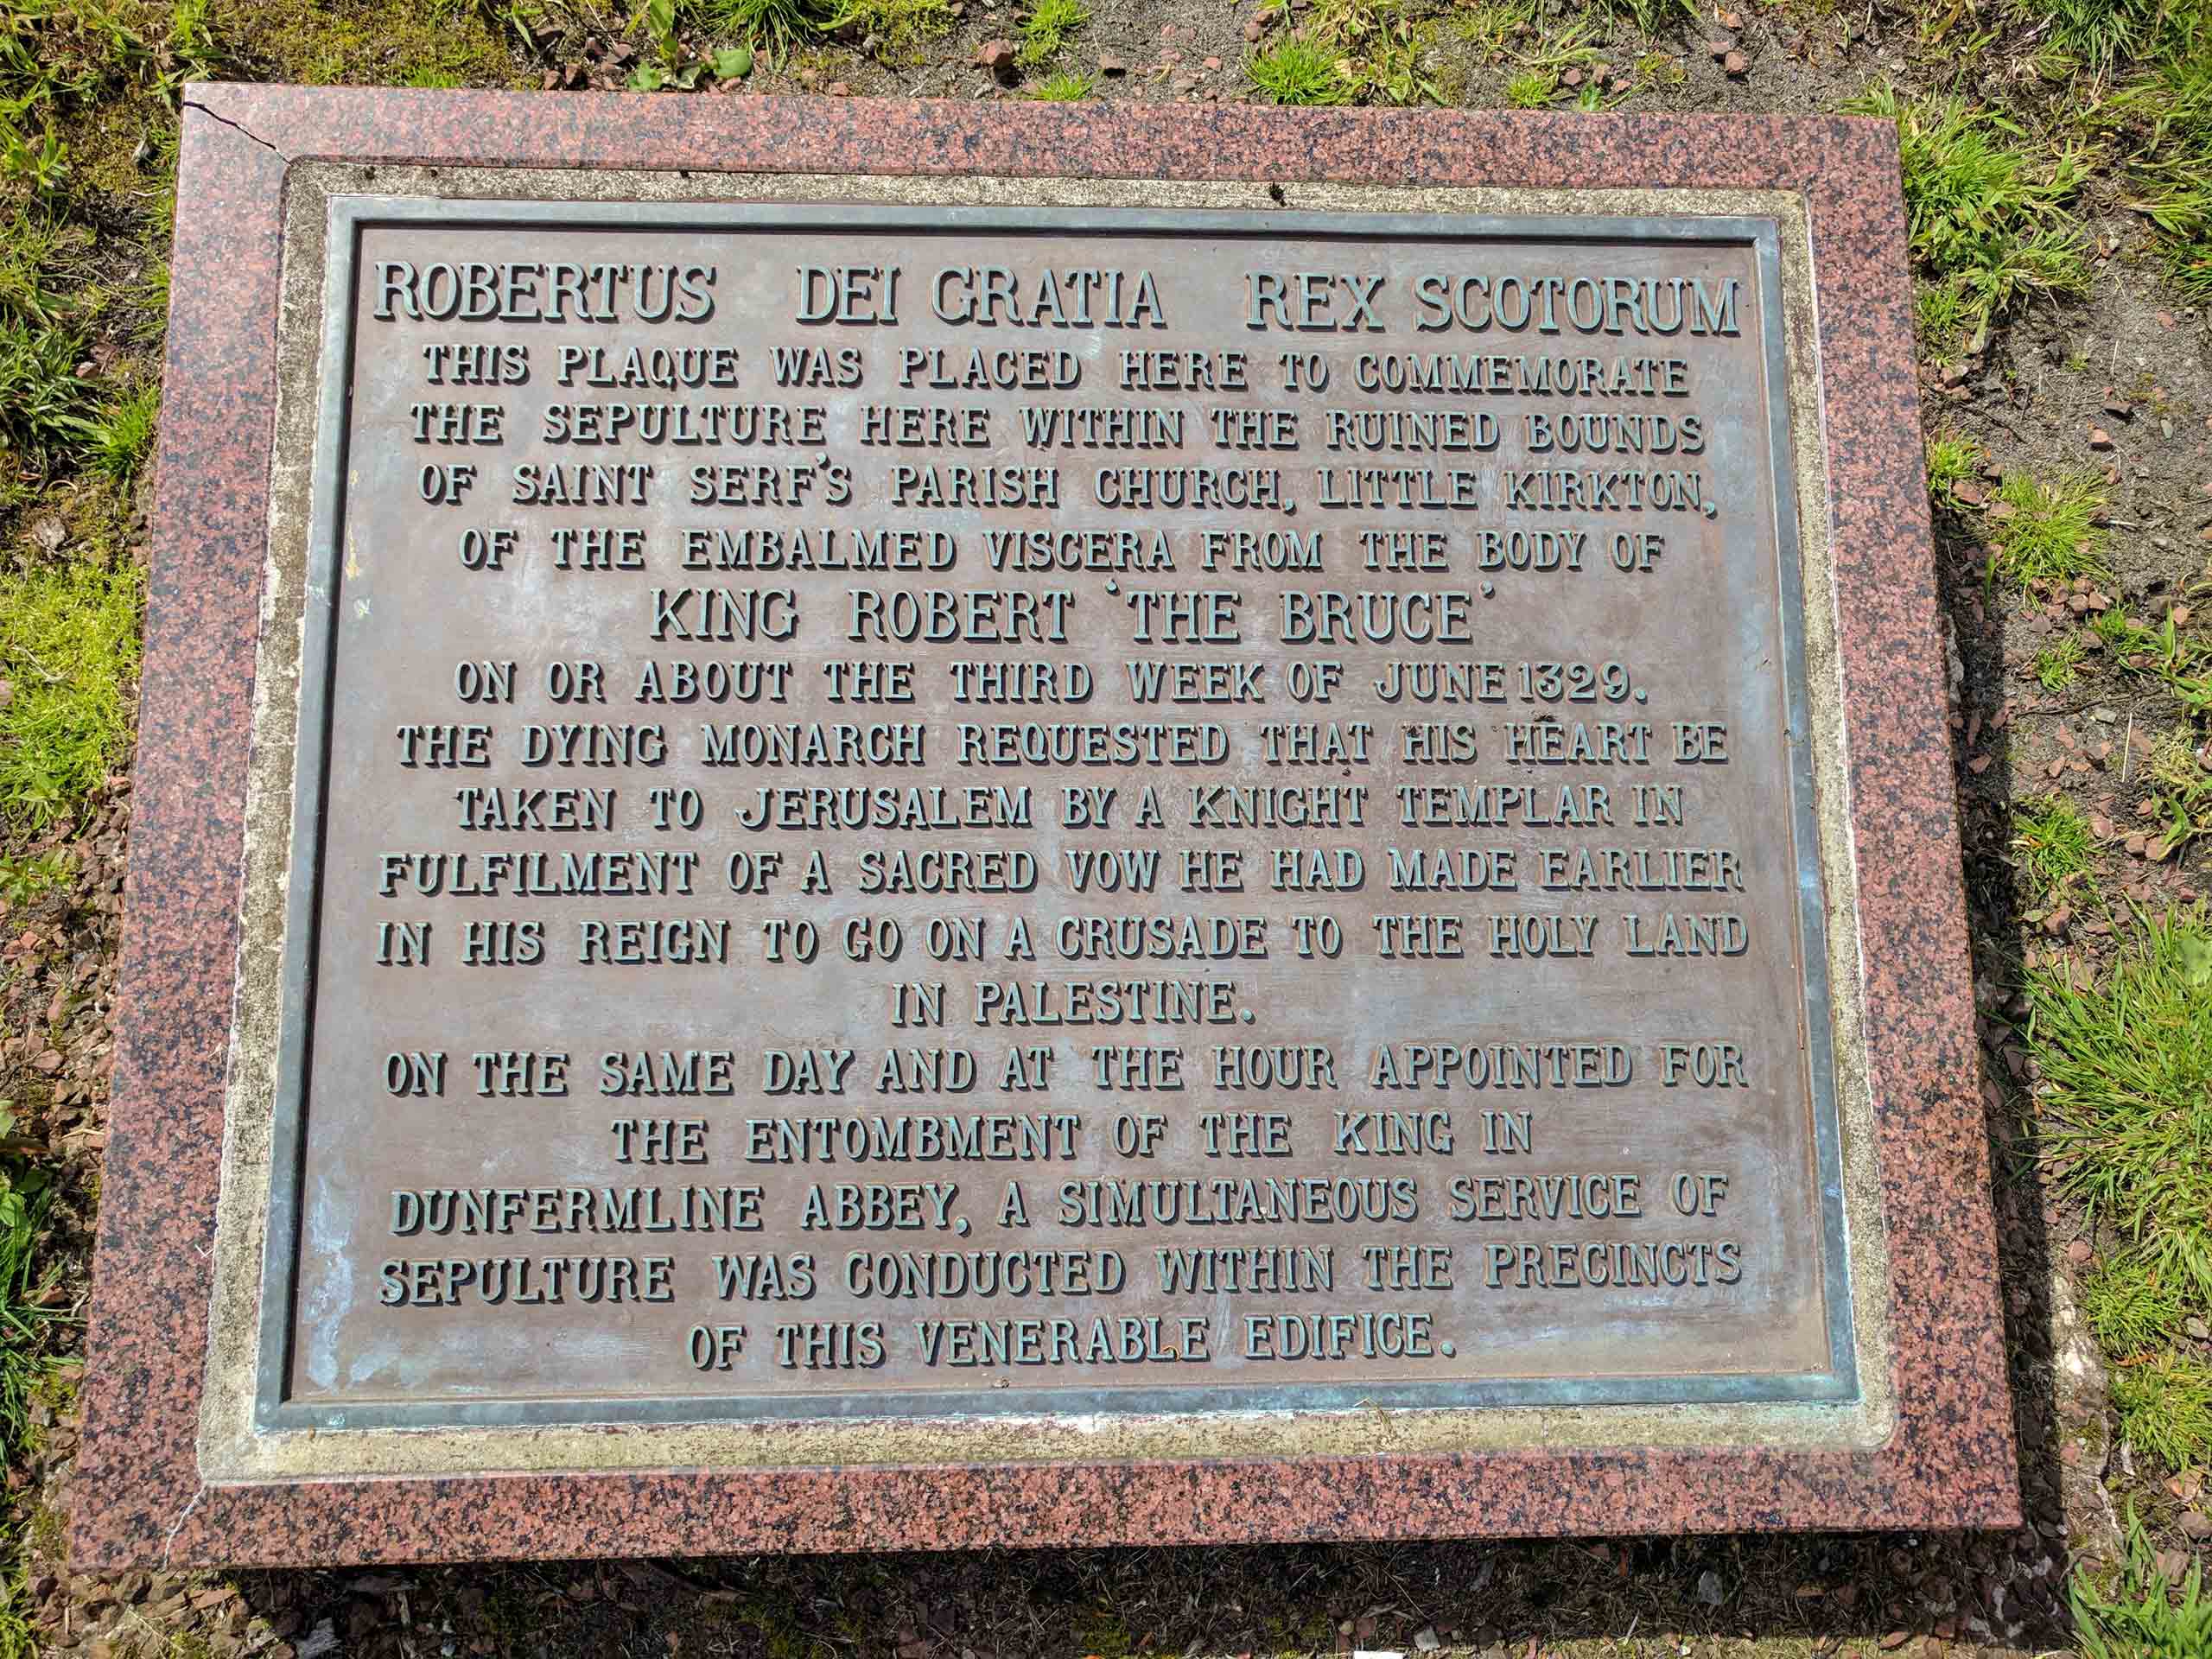 ROBERTUS DEI GRATIA REX SCOTORUM
THIS PLAQUE WAS PLACED HERE TO COMMEMORATE
THE SEPULTURE HERE WITHIN THE RUINED BOUNDS
OF SAINT SERF'S PARISH CHURCH, LITTLE KIRKTON,
OF THE EMBALMED VISCERA FROM THE BODY OF
KING ROBERT 'THE BRUCE'
ON OR ABOUT THE THIRD WEEK OF JUNE 1329.
THE DYING MONARCH REQUESTED THAT HIS HEART BE
TAKEN TO JERUSALEM BY A KNIGHT TEMPLAR IN
FULFILMENT OF A SACRED VOW HE HAD MADE EARLIER
IN HIS REIGN TO GO ON A CRUSADE TO THE HOLY LAND
IN PALESTINE.
ON THE SAME DAY AND AT THE HOUR APPOINTED FOR
THE ENTOMBMENT OF THE KING IN
DUNFERMLINE ABBEY, A SIMULTANEOUS SERVICE OF
SEPULTURE WAS CONDUCTED WITHIN THE PRECINCTS
OF THIS VENERABLE EDIFICE.